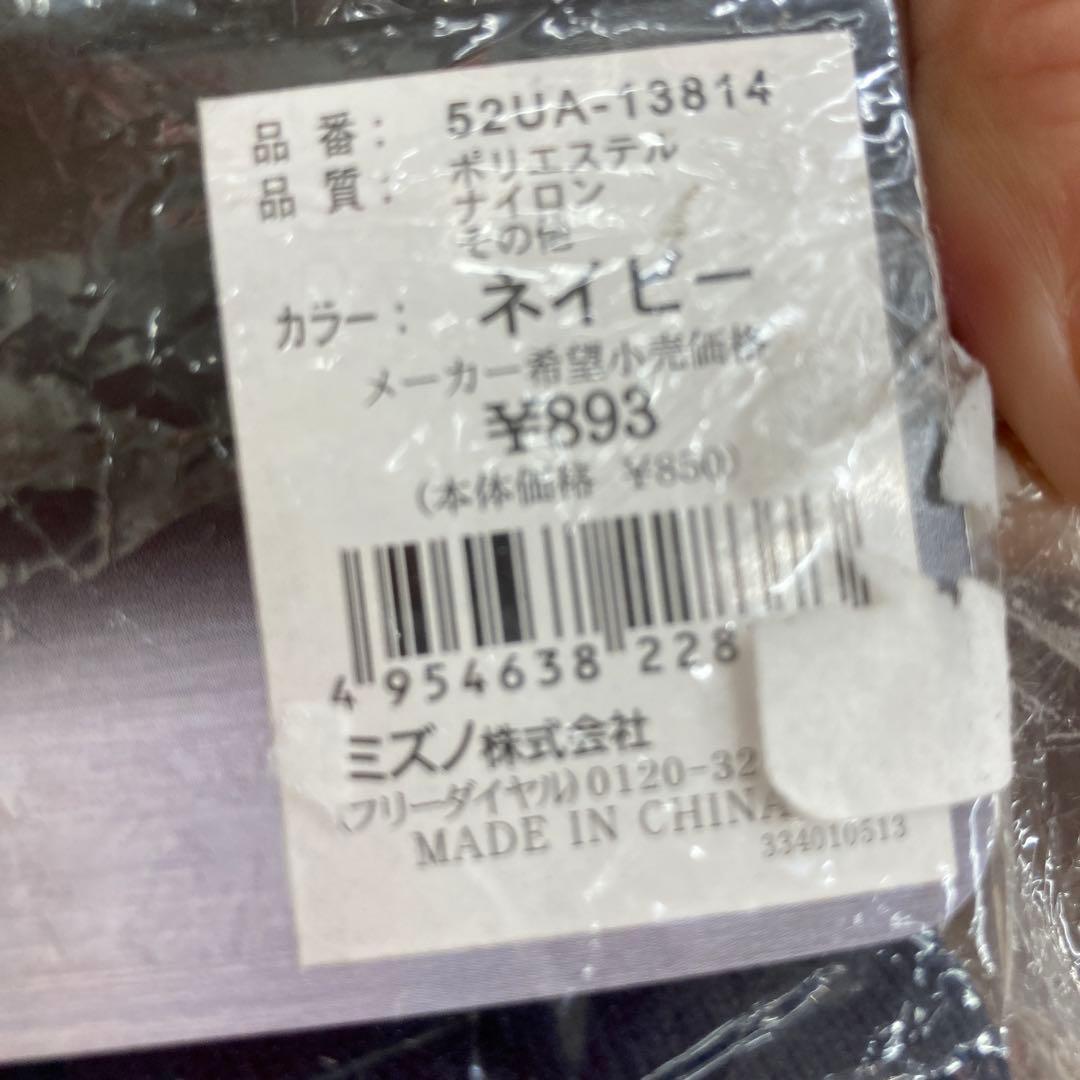 品番: 52UA-13814
品質: ポリエステル
ナイロン
その他
カラー: ネイビー
メーカー希望小売価格
¥893
(本体価格 ¥850)
4 954638 228
ミズノ株式会社
(フリーダイヤル)0120-32
MADE IN CHINA
334010513